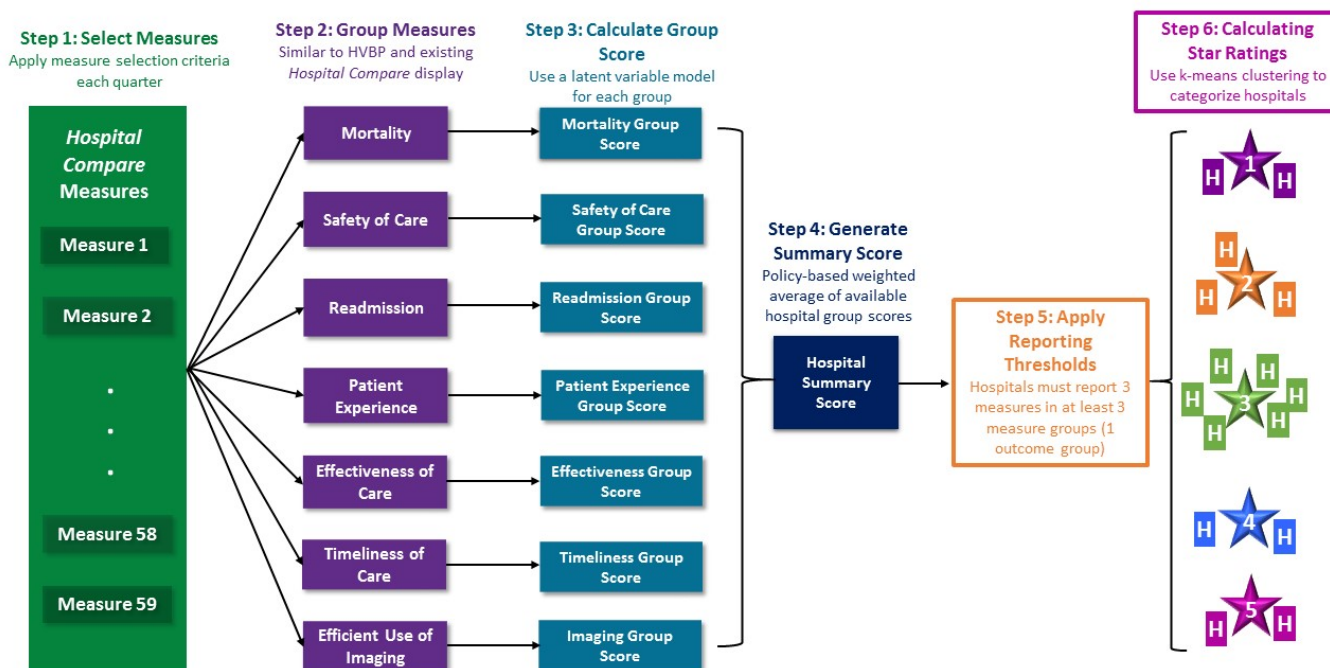 Step 1: Select Measures
Apply measure selection criteria
each quarter
Hospital
Compare
Measures
Measure 1
Measure 2
.
.
.
Measure 58
Measure 59
Step 2: Group Measures
Similar to HVBP and existing
Hospital Compare display
Mortality
Safety of Care
Readmission
Patient
Experience
Effectiveness of
Care
Timeliness of
Care
Efficient Use of
Imaging
Step 3: Calculate Group
Score
Use a latent variable model
for each group
Mortality Group
Score
Safety of Care
Group Score
Readmission Group
Score
Patient Experience
Group Score
Effectiveness Group
Score
Timeliness Group
Score
Imaging Group
Score
Step 4: Generate
Summary Score
Policy-based weighted
average of available
hospital group scores
Hospital
Summary
Score
Step 5: Apply
Reporting
Thresholds
Hospitals must report 3
measures in at least 3
measure groups (1
outcome group)
Step 6: Calculating
Star Ratings
Use k-means clustering to
categorize hospitals
1
H
H
H
2
H
H
H
H
H
3
H
H
H
H
4
H
5
H
H